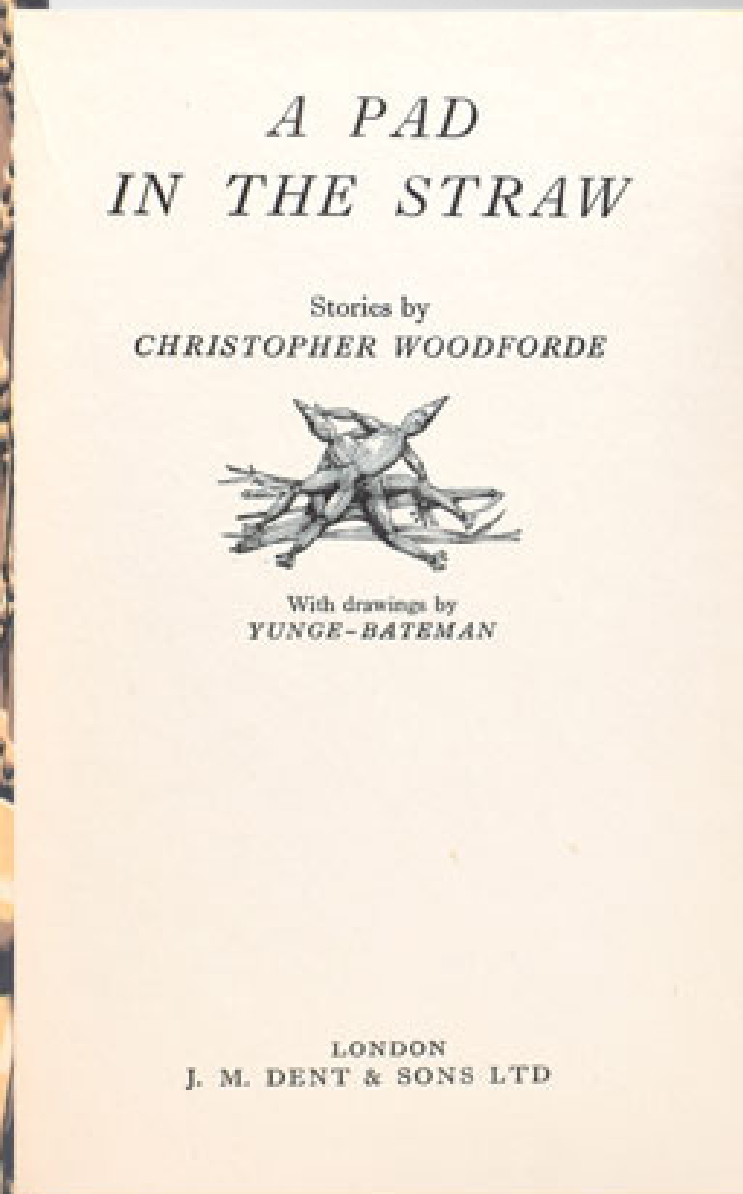 A PAD
IN THE STRAW
Stories by
CHRISTOPHER WOODFORDE
With drawings by
YUNGE-BATEMAN
LONDON
J. M. DENT & SONS LTD